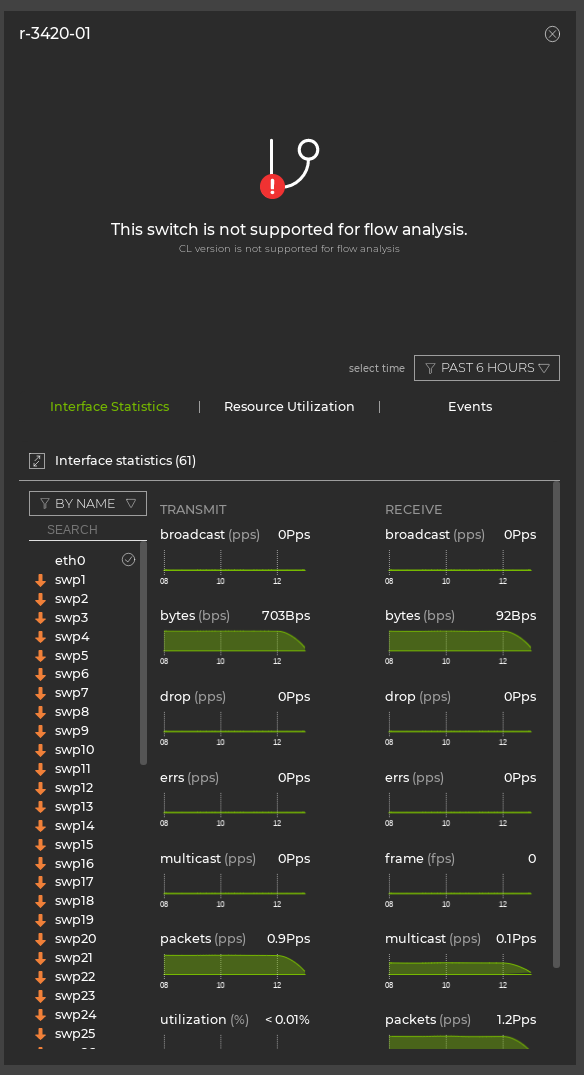 r-3420-01
This switch is not supported for flow analysis.
CL version is not supported for flow analysis
select time
PAST 6 HOURS
Interface Statistics | Resource Utilization | Events
Interface statistics (61)
BY NAME
SEARCH
eth0
swp1
swp2
swp3
swp4
swp5
swp6
swp7
swp8
swp9
swp10
swp11
swp12
swp13
swp14
swp15
swp16
swp17
swp18
swp19
swp20
swp21
swp22
swp23
swp24
swp25
TRANSMIT
broadcast (pps) 0Pps
08 10 12
bytes (bps) 703Bps
08 10 12
drop (pps) 0Pps
08 10 12
errs (pps) 0Pps
08 10 12
multicast (pps) 0Pps
08 10 12
packets (pps) 0.9Pps
08 10 12
utilization (%) < 0.01%
RECEIVE
broadcast (pps) 0Pps
08 10 12
bytes (bps) 92Bps
08 10 12
drop (pps) 0Pps
08 10 12
errs (pps) 0Pps
08 10 12
frame (fps) 0
08 10 12
multicast (pps) 0.1Pps
08 10 12
packets (pps) 1.2Pps